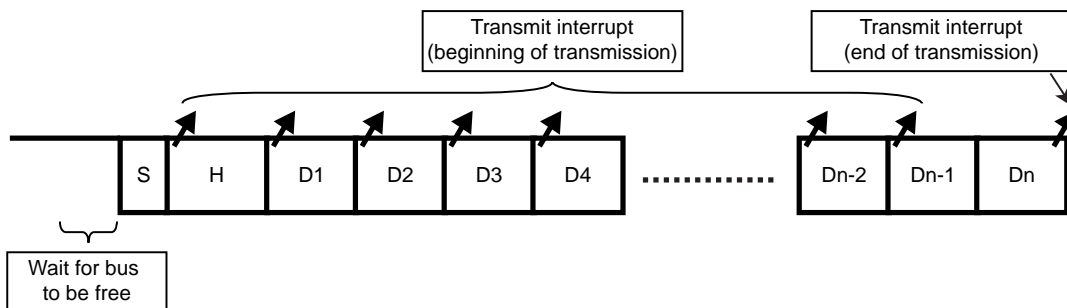 Transmit interrupt
(beginning of transmission)
Transmit interrupt
(end of transmission)
S H D1 D2 D3 D4 Dn-2 Dn-1 Dn
Wait for bus
to be free